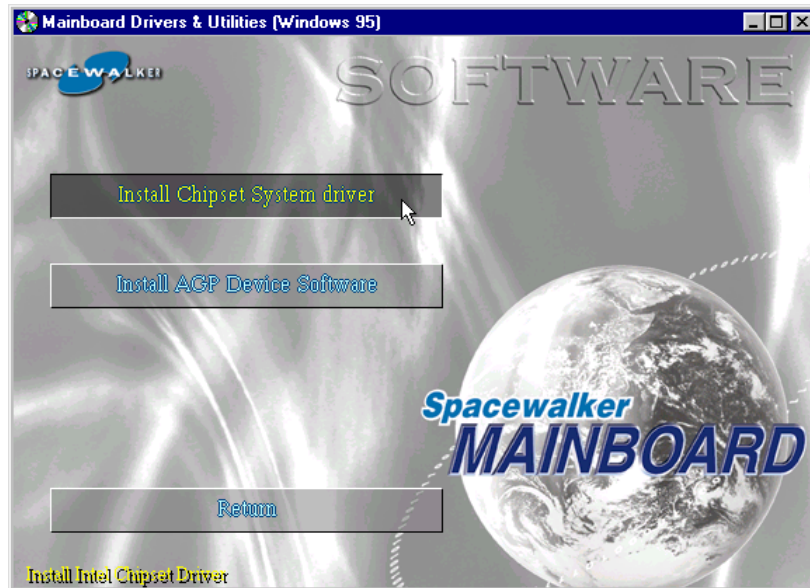 Mainboard Drivers & Utilities (Windows 95)
SPACEWALKER
SOFTWARE
Install Chipset System driver
Install AGP Device Software
Spacewalker
MAINBOARD
Return
Install Intel Chipset Driver